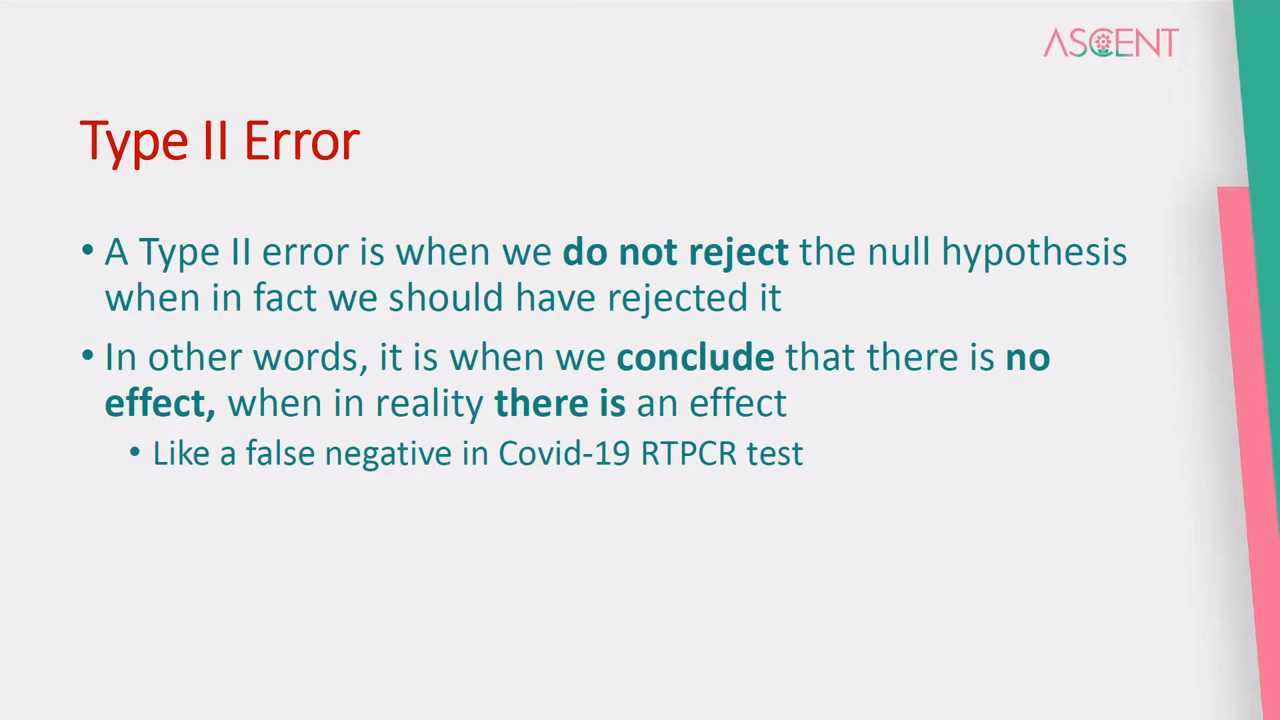 ASCENT
Type II Error
• A Type II error is when we do not reject the null hypothesis
when in fact we should have rejected it
• In other words, it is when we conclude that there is no
effect, when in reality there is an effect
• Like a false negative in Covid-19 RTPCR test